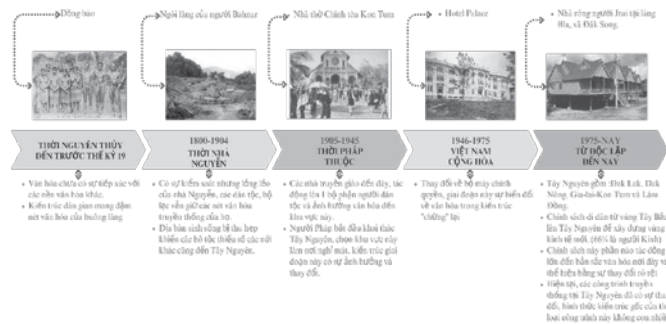 Đồng bào
Ngôi làng của người Bahnar
Nhà thờ Chính tòa Kon Tum
Hotel Palace
Nhà rông người Jrai tại làng
Bla, xã Đăk Song.
THỜI NGUYÊN THỦY
ĐẾN TRƯỚC THẾ KỶ 19
1800-1904
THỜI NHÀ
NGUYỄN
1905-1945
THỜI PHÁP
THUỘC
1946-1975
VIỆT NAM
CỘNG HÒA
1975-NAY
TỪ ĐỘC LẬP
ĐẾN NAY
• Văn hóa chưa có sự tiếp xúc với
các nền văn hóa khác.
• Kiến trúc dân gian mang đậm
nét văn hóa của buông làng
• Có sự kiểm soát nhưng lỏng lẻo
của nhà Nguyễn, các dân tộc, bộ
lạc vẫn giữ các nét văn hóa
truyền thống của họ.
• Địa bàn sinh sống bị thu hẹp
khiến các bộ tộc thiểu số các nơi
khác cũng đến Tây Nguyên.
• Các nhà truyền giáo đến đây, tác
động lên 1 bộ phận người dân
tộc và ảnh hưởng văn hóa đến
khu vực này.
• Người Pháp bắt đầu khai thác
Tây Nguyên, chọn khu vực này
làm nơi nghỉ mát, kiến trúc giai
đoạn này có sự ảnh hưởng và
thay đổi.
• Thay đổi về bộ máy chính
quyền, giai đoạn này sự biến đổi
về văn hóa trong kiến trúc
"chững" lại
• Tây Nguyên gồm :Đak Lak, Đak
Nông, Gia-lai-Kon Tum và Lâm
Đồng.
• Chính sách di dân từ vùng Tây Bắc
lên Tây Nguyên để xây dựng vùng
kinh tế mới. (66% là người Kinh)
• Chính sách này phần nào tác động
lớn đến bản sắc văn hóa nơi đây và
thể hiện bằng sự thay đổi rõ rệt
• Hiện tại, các công trình truyền
thống tại Tây Nguyên đã có sự thay
đổi, hình thức kiến trúc gốc của
loại công trình này không còn